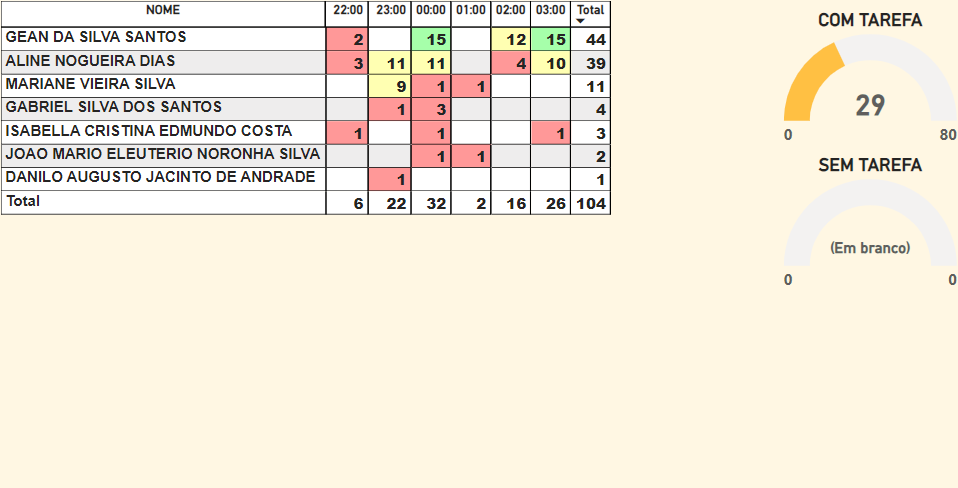 NOME 22:00 23:00 00:00 01:00 02:00 03:00 Total
GEAN DA SILVA SANTOS 2 15 12 15 44
ALINE NOGUEIRA DIAS 3 11 11 4 10 39
MARIANE VIEIRA SILVA 9 1 1 11
GABRIEL SILVA DOS SANTOS 1 3 4
ISABELLA CRISTINA EDMUNDO COSTA 1 1 1 3
JOAO MARIO ELEUTERIO NORONHA SILVA 1 1 2
DANILO AUGUSTO JACINTO DE ANDRADE 1 1
Total 6 22 32 2 16 26 104
COM TAREFA
29
0 80
SEM TAREFA
(Em branco)
0 0